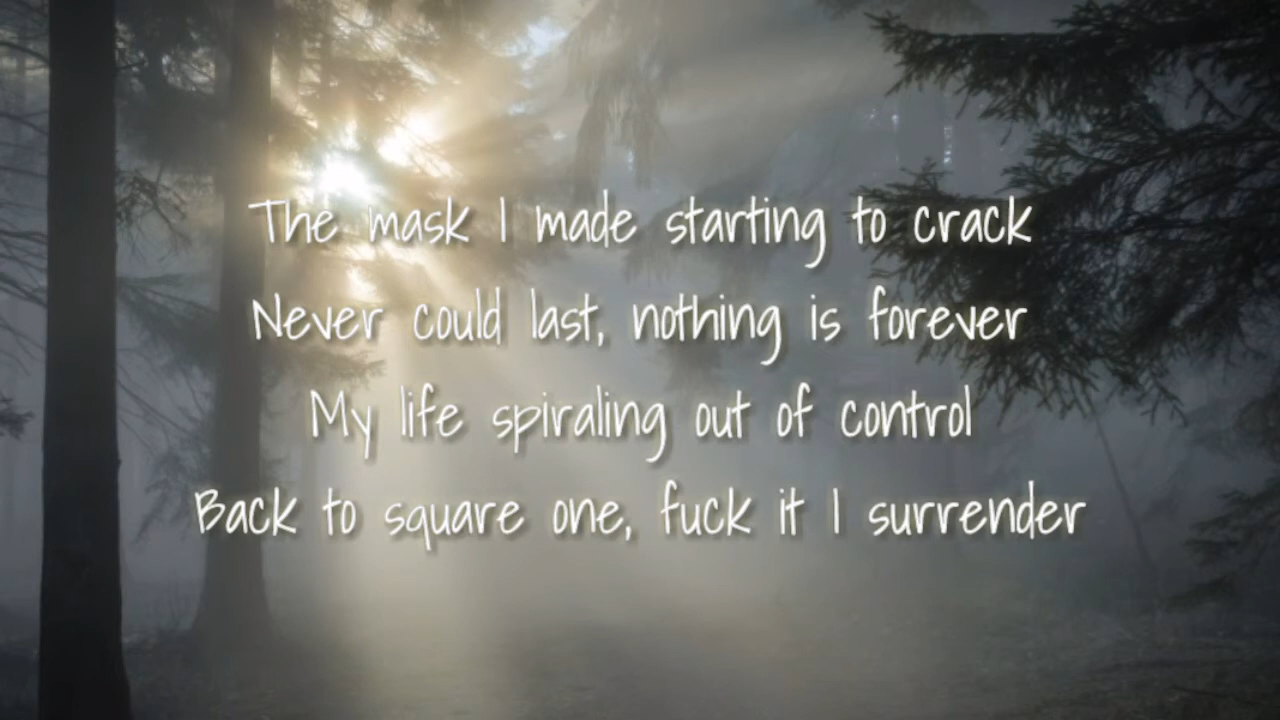 The mask I made starting to crack
Never could last, nothing is forever
My life spiraling out of control
Back to square one, fuck it I surrender